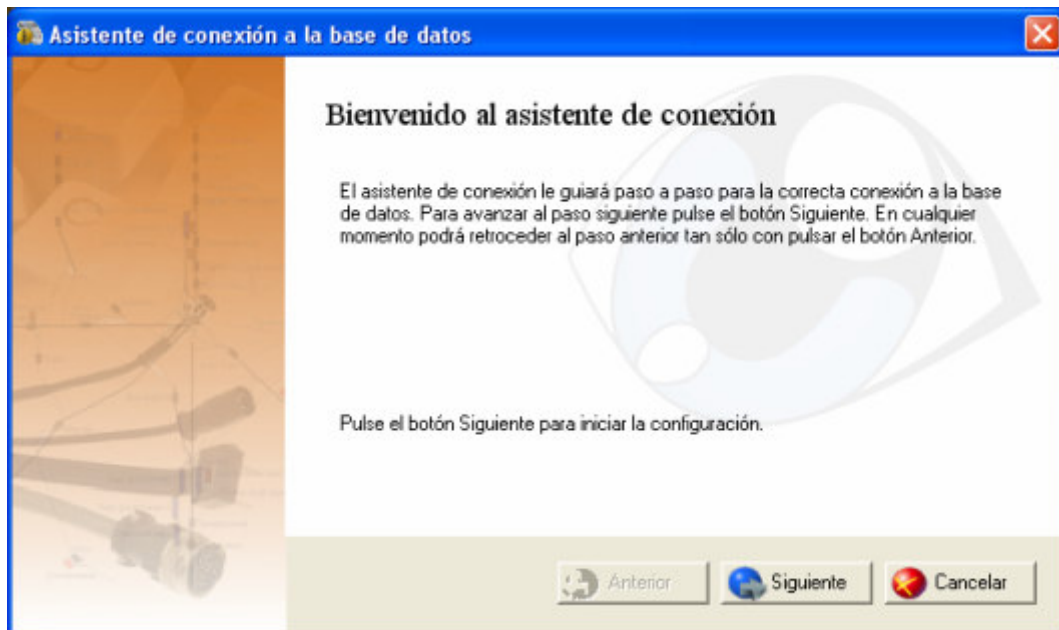 Asistente de conexión a la base de datos
Bienvenido al asistente de conexión
El asistente de conexión le guiará paso a paso para la correcta conexión a la base
de datos. Para avanzar al paso siguiente pulse el botón Siguiente. En cualquier
momento podrá retroceder al paso anterior tan sólo con pulsar el botón Anterior.
Pulse el botón Siguiente para iniciar la configuración.
Anterior Siguiente Cancelar